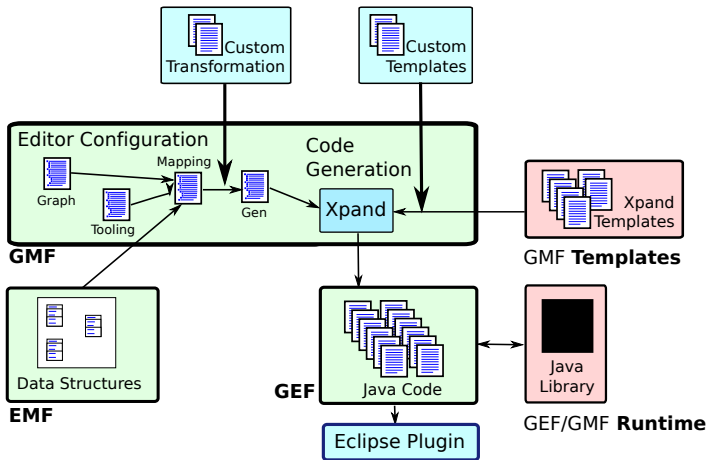 Custom
Transformation
Custom
Templates
Editor Configuration
Code
Generation
Mapping
Graph
Tooling
Gen
Xpand
GMF
Xpand
Templates
GMF Templates
Data Structures
EMF
GEF
Java Code
Java
Library
GEF/GMF Runtime
Eclipse Plugin